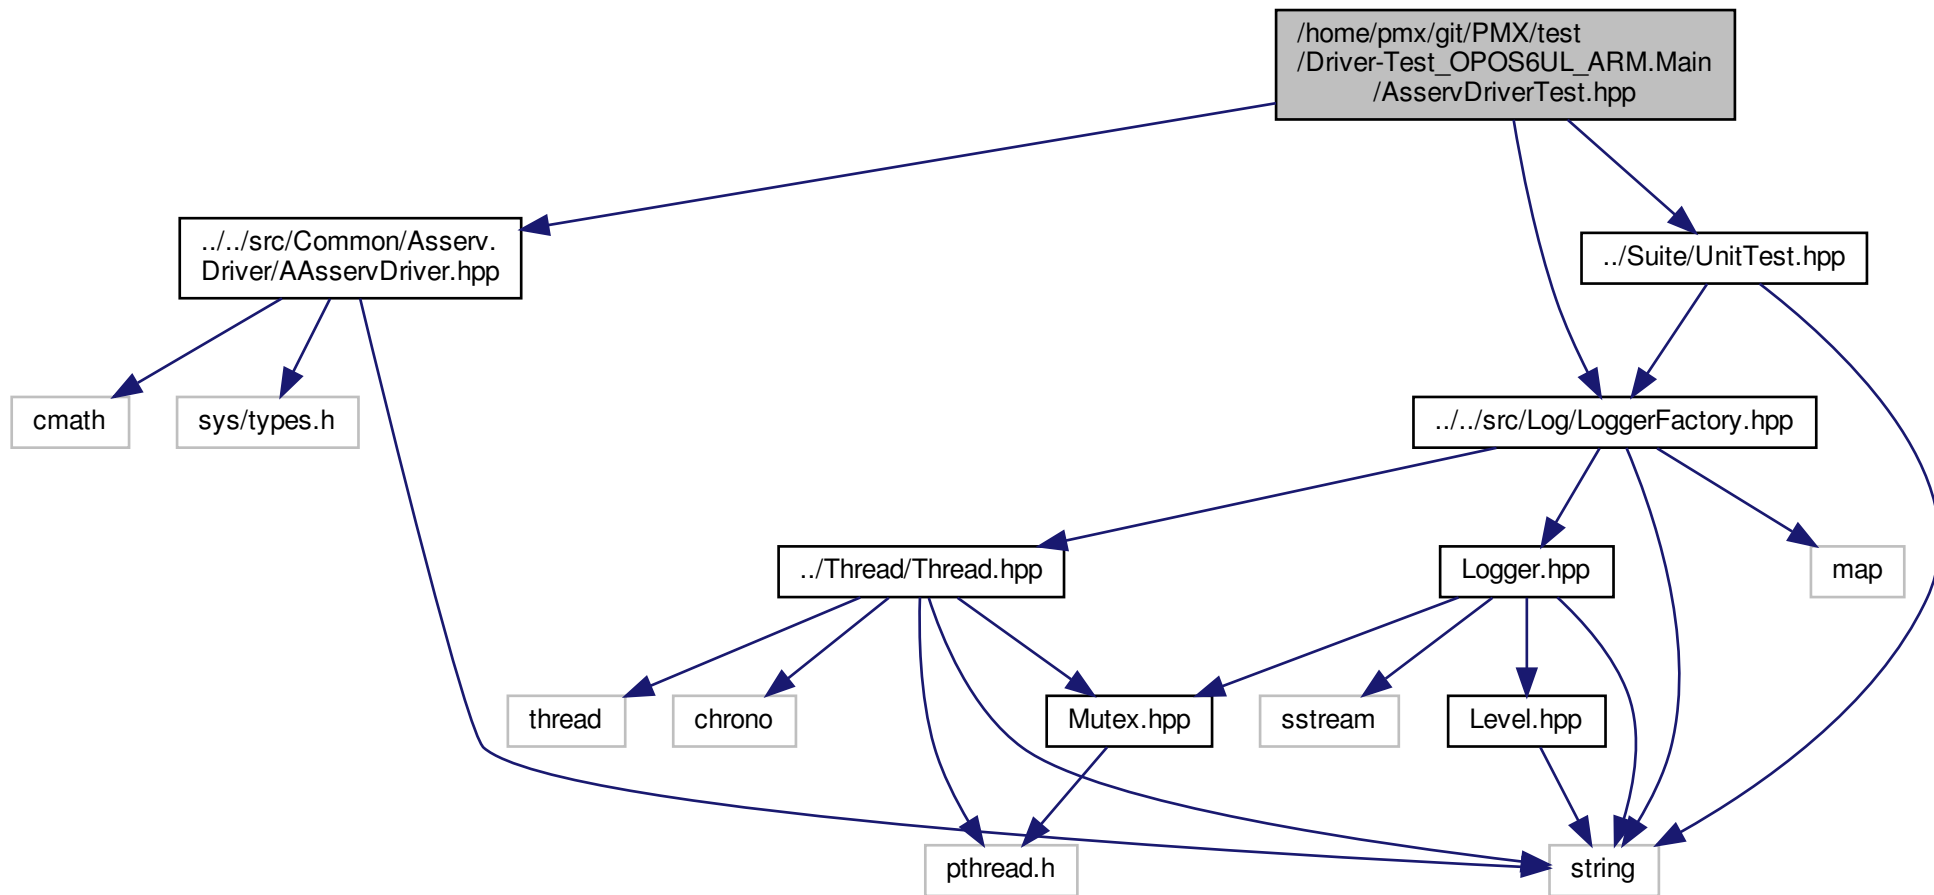 /home/pmx/git/PMX/test
/Driver-Test_OPOS6UL_ARM.Main
/AsservDriverTest.hpp
../../src/Common/Asserv.
Driver/AAsservDriver.hpp
../Suite/UnitTest.hpp
cmath
sys/types.h
../../src/Log/LoggerFactory.hpp
../Thread/Thread.hpp
Logger.hpp
map
thread
chrono
Mutex.hpp
sstream
Level.hpp
pthread.h
string